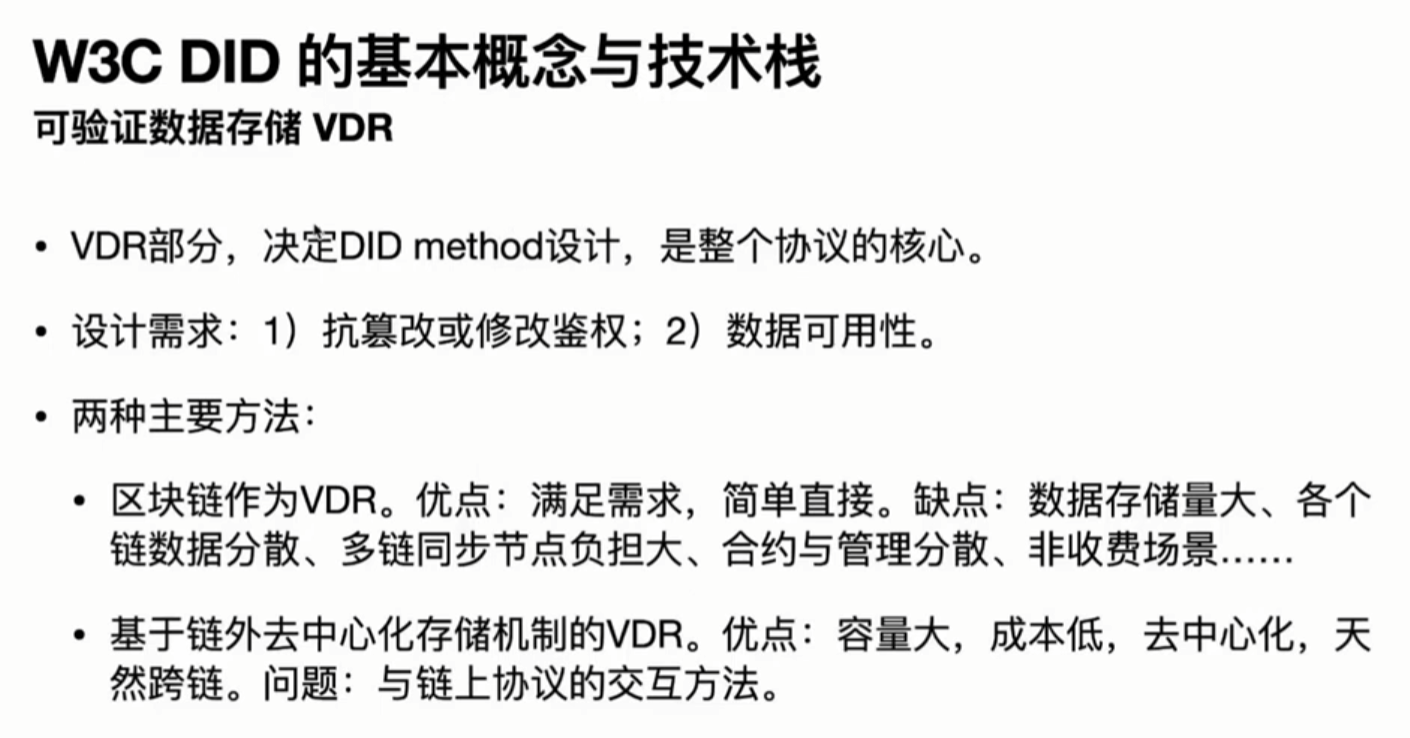 W3C DID 的基本概念与技术栈
可验证数据存储 VDR
• VDR部分，决定DID method设计，是整个协议的核心。
• 设计需求：1）抗篡改或修改鉴权；2）数据可用性。
• 两种主要方法：
• 区块链作为VDR。优点：满足需求，简单直接。缺点：数据存储量大、各个
链数据分散、多链同步节点负担大、合约与管理分散、非收费场景……
• 基于链外去中心化存储机制的VDR。优点：容量大，成本低，去中心化，天
然跨链。问题：与链上协议的交互方法。